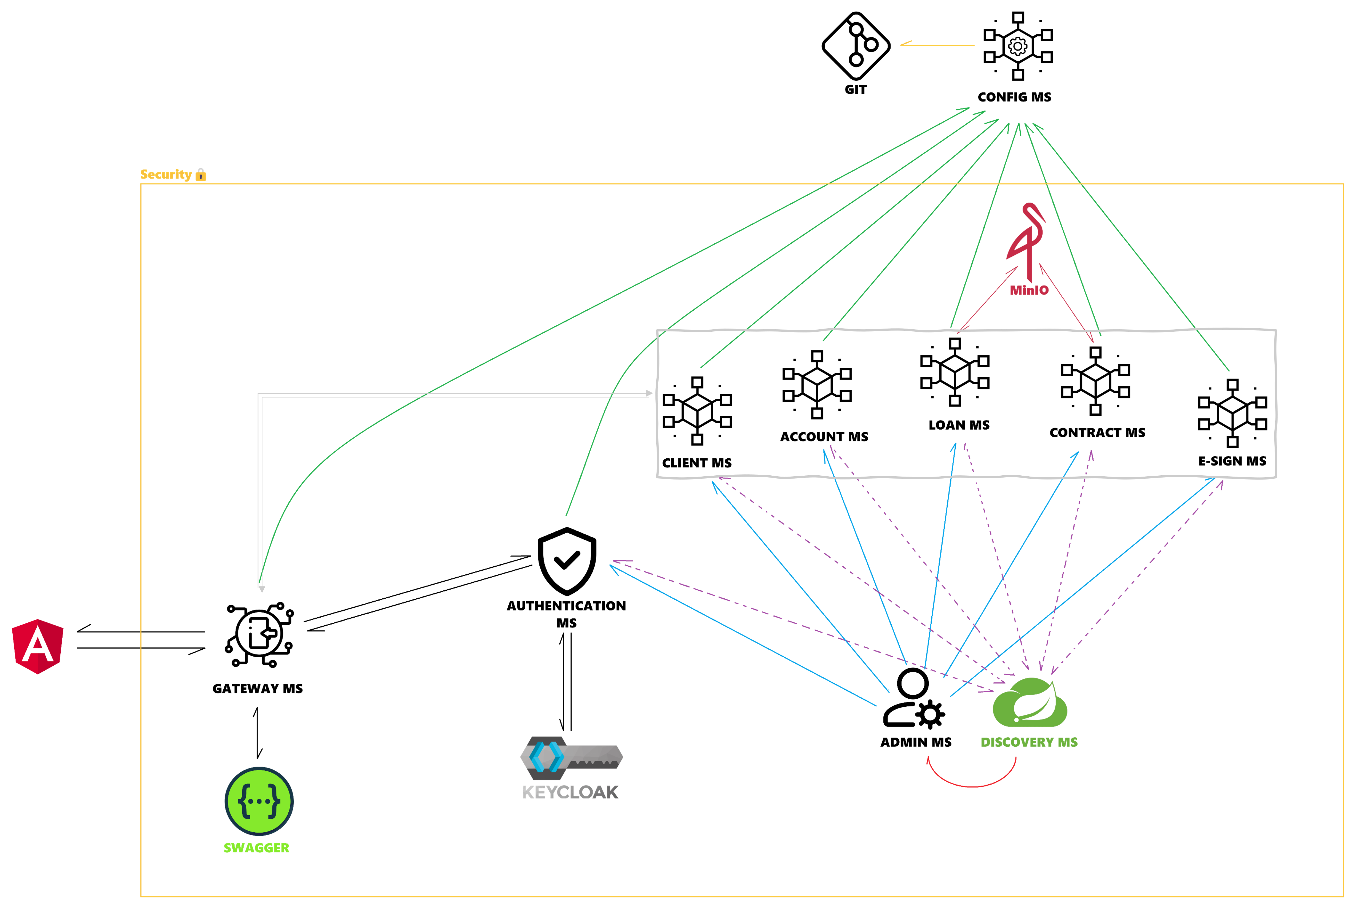 GIT
CONFIG MS
Security
MinIO
CLIENT MS
ACCOUNT MS
LOAN MS
CONTRACT MS
E-SIGN MS
AUTHENTICATION
MS
GATEWAY MS
ADMIN MS
DISCOVERY MS
KEYCLOAK
SWAGGER